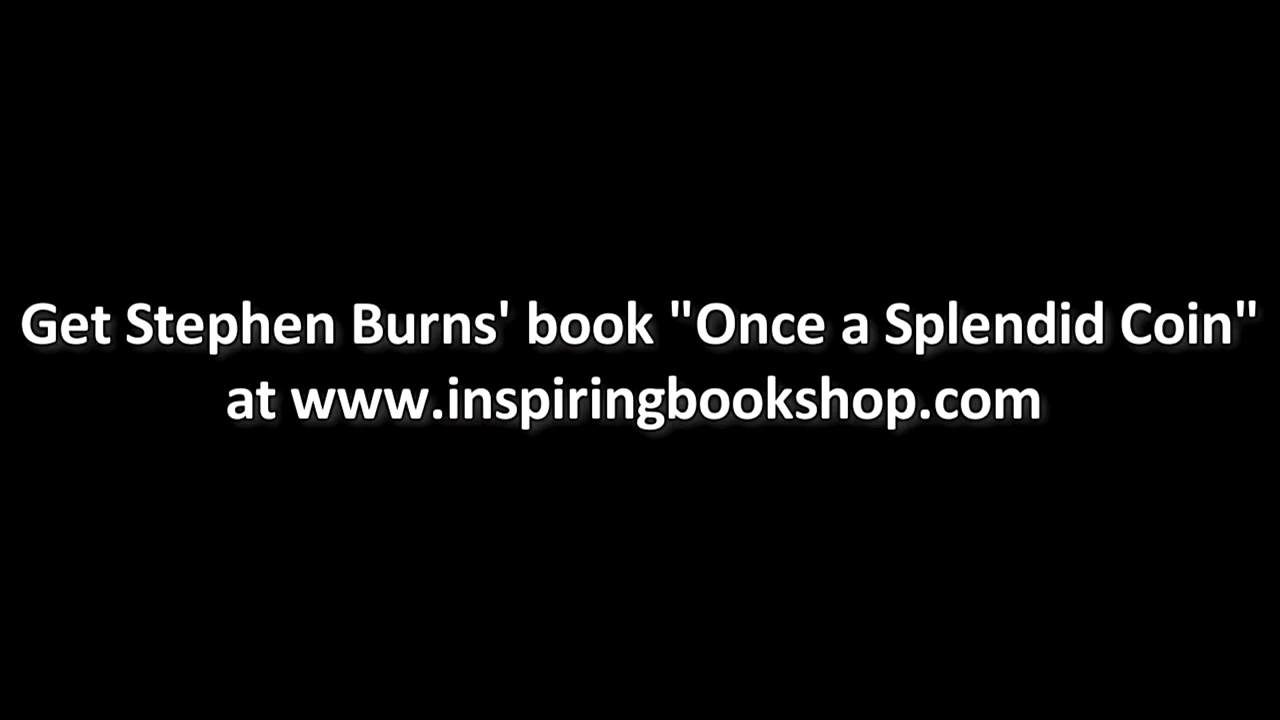 Get Stephen Burns' book "Once a Splendid Coin"
at www.inspiringbookshop.com